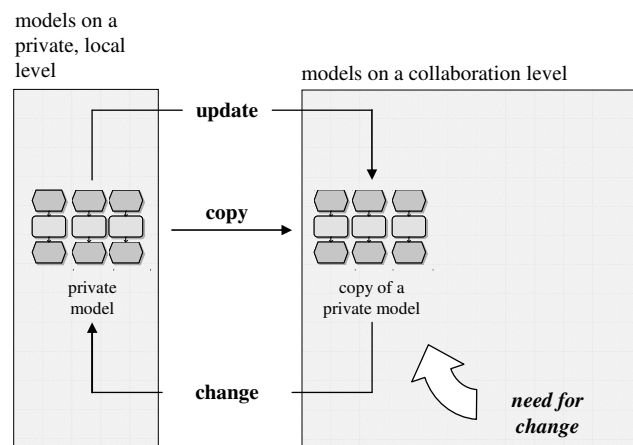 models on a
private, local
level
models on a collaboration level
update
copy
private
model
copy of a
private model
change
need for
change